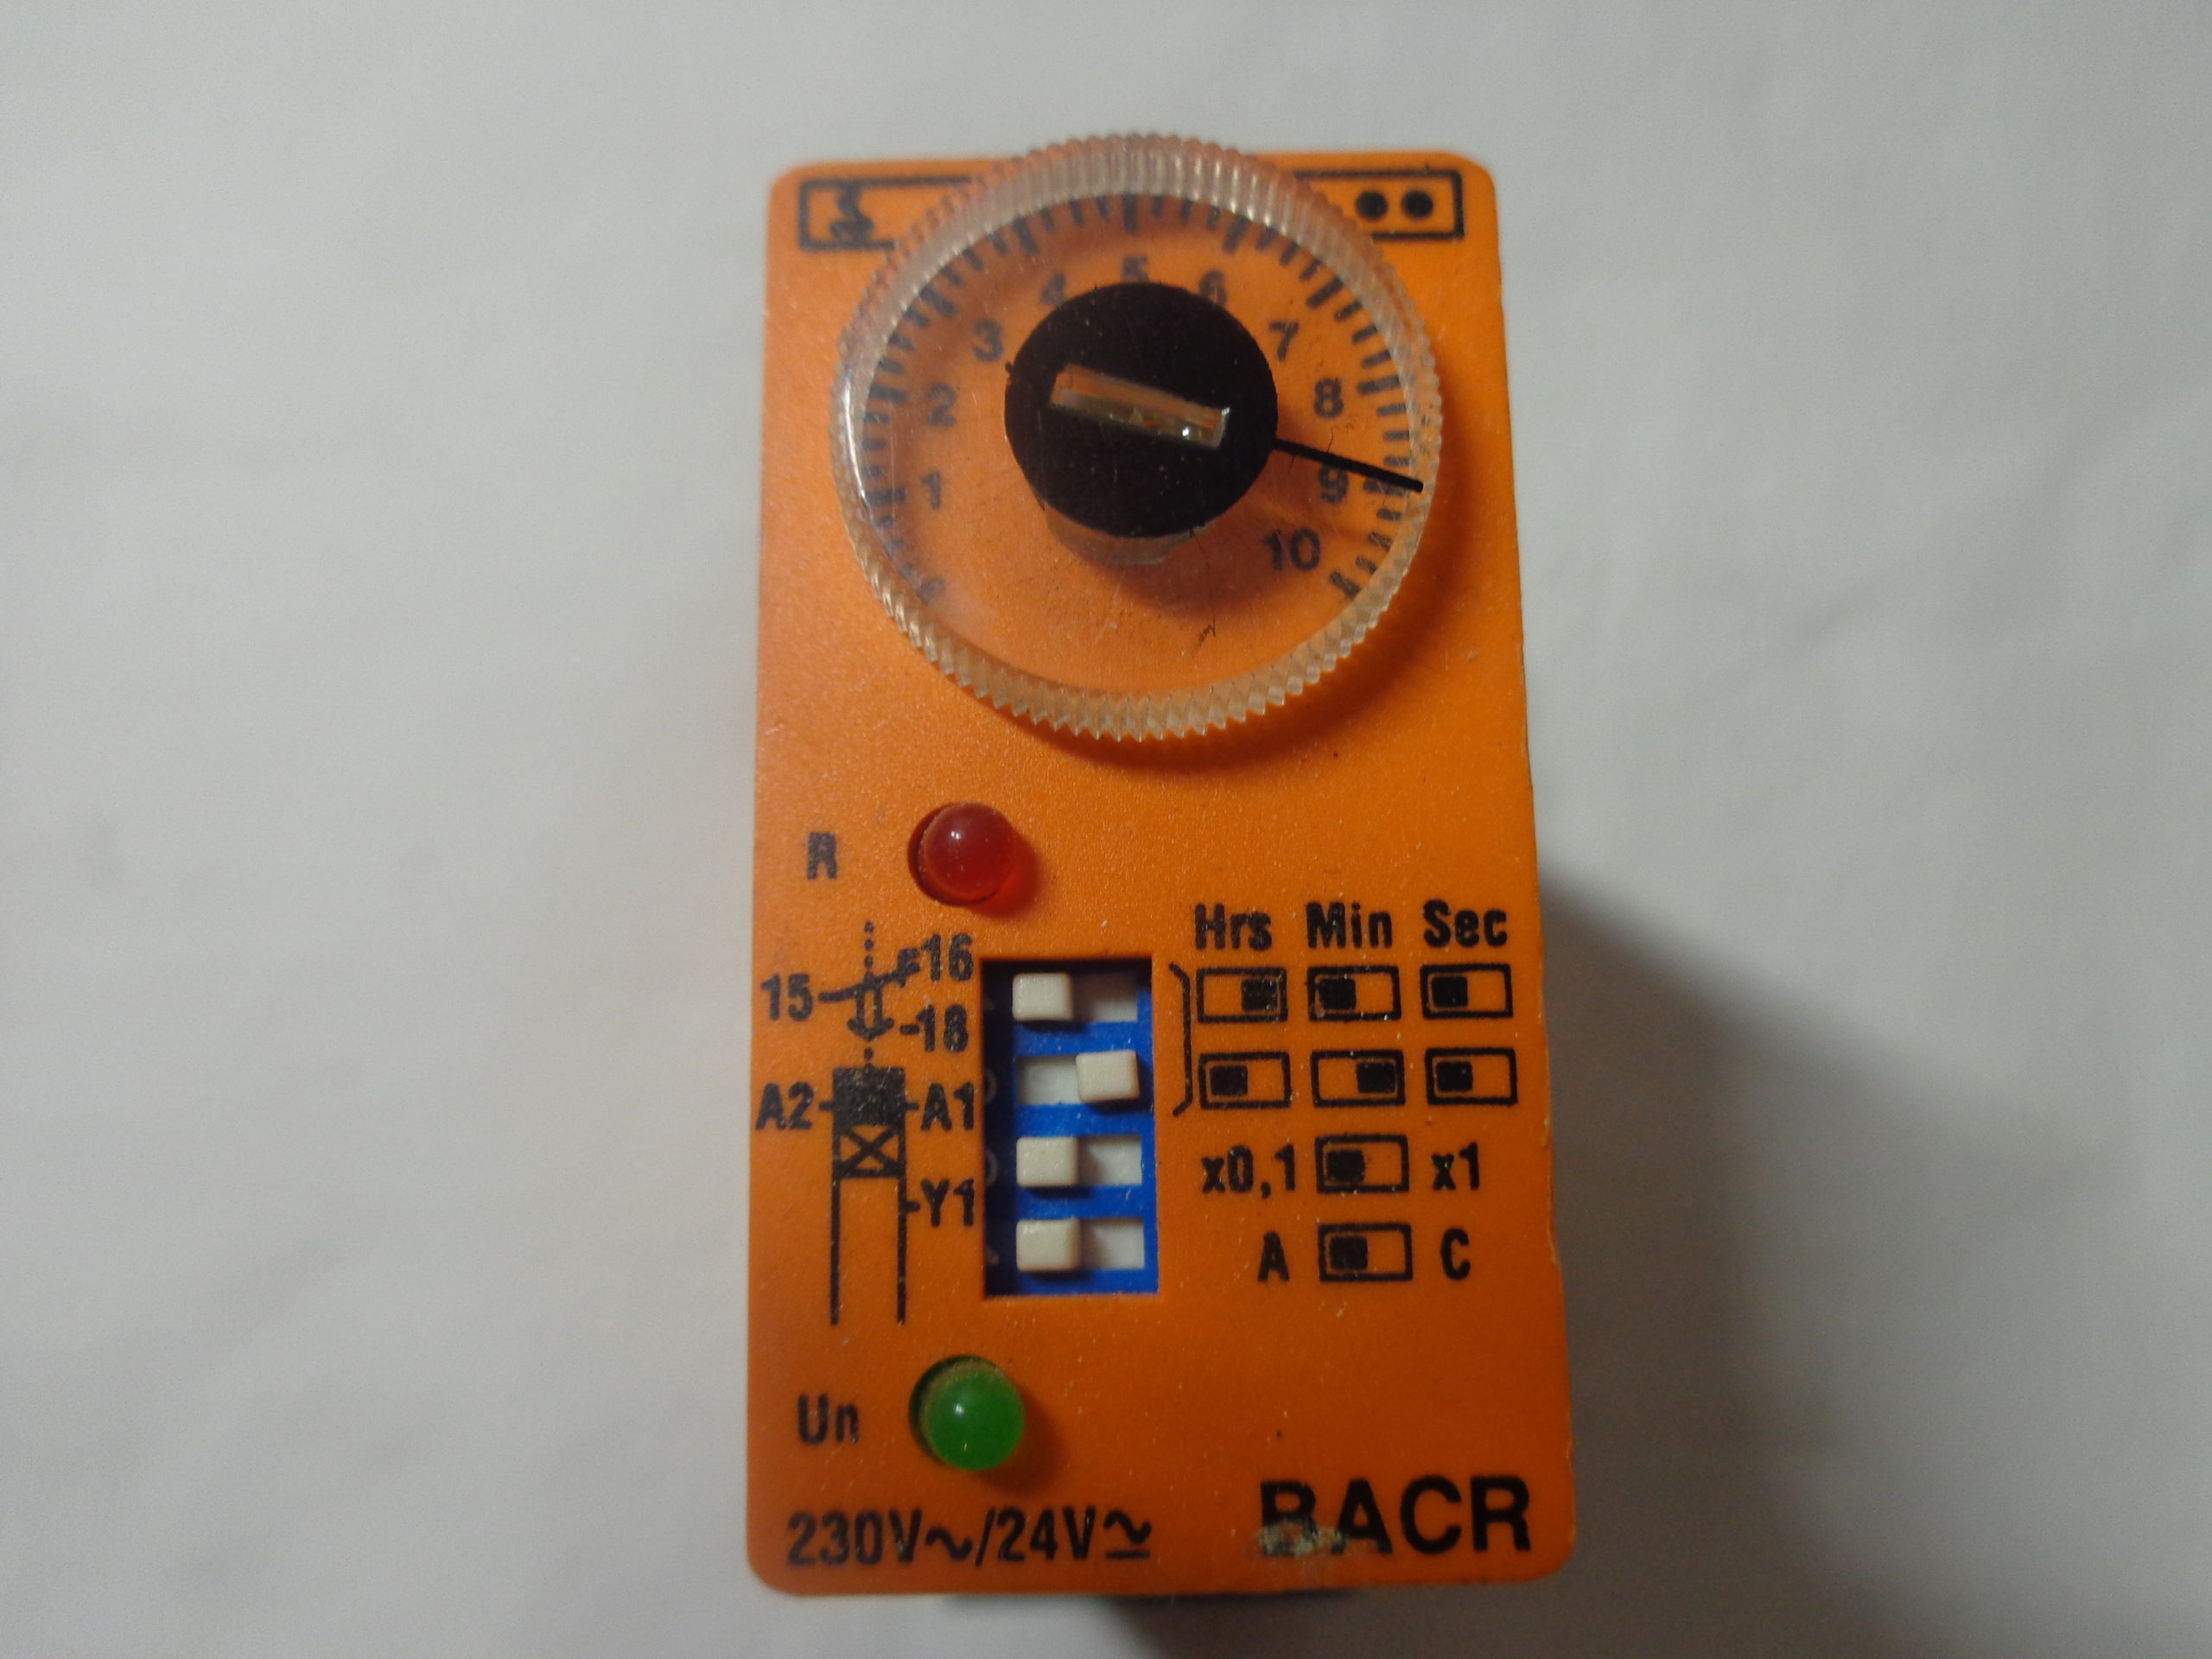 1 2 3 4 5 6 7 8 9 10
R
Hrs Min Sec
15 16
18
A2 A1
Y1
x0,1 x1
A C
Un
230V~/24V≂
BACR